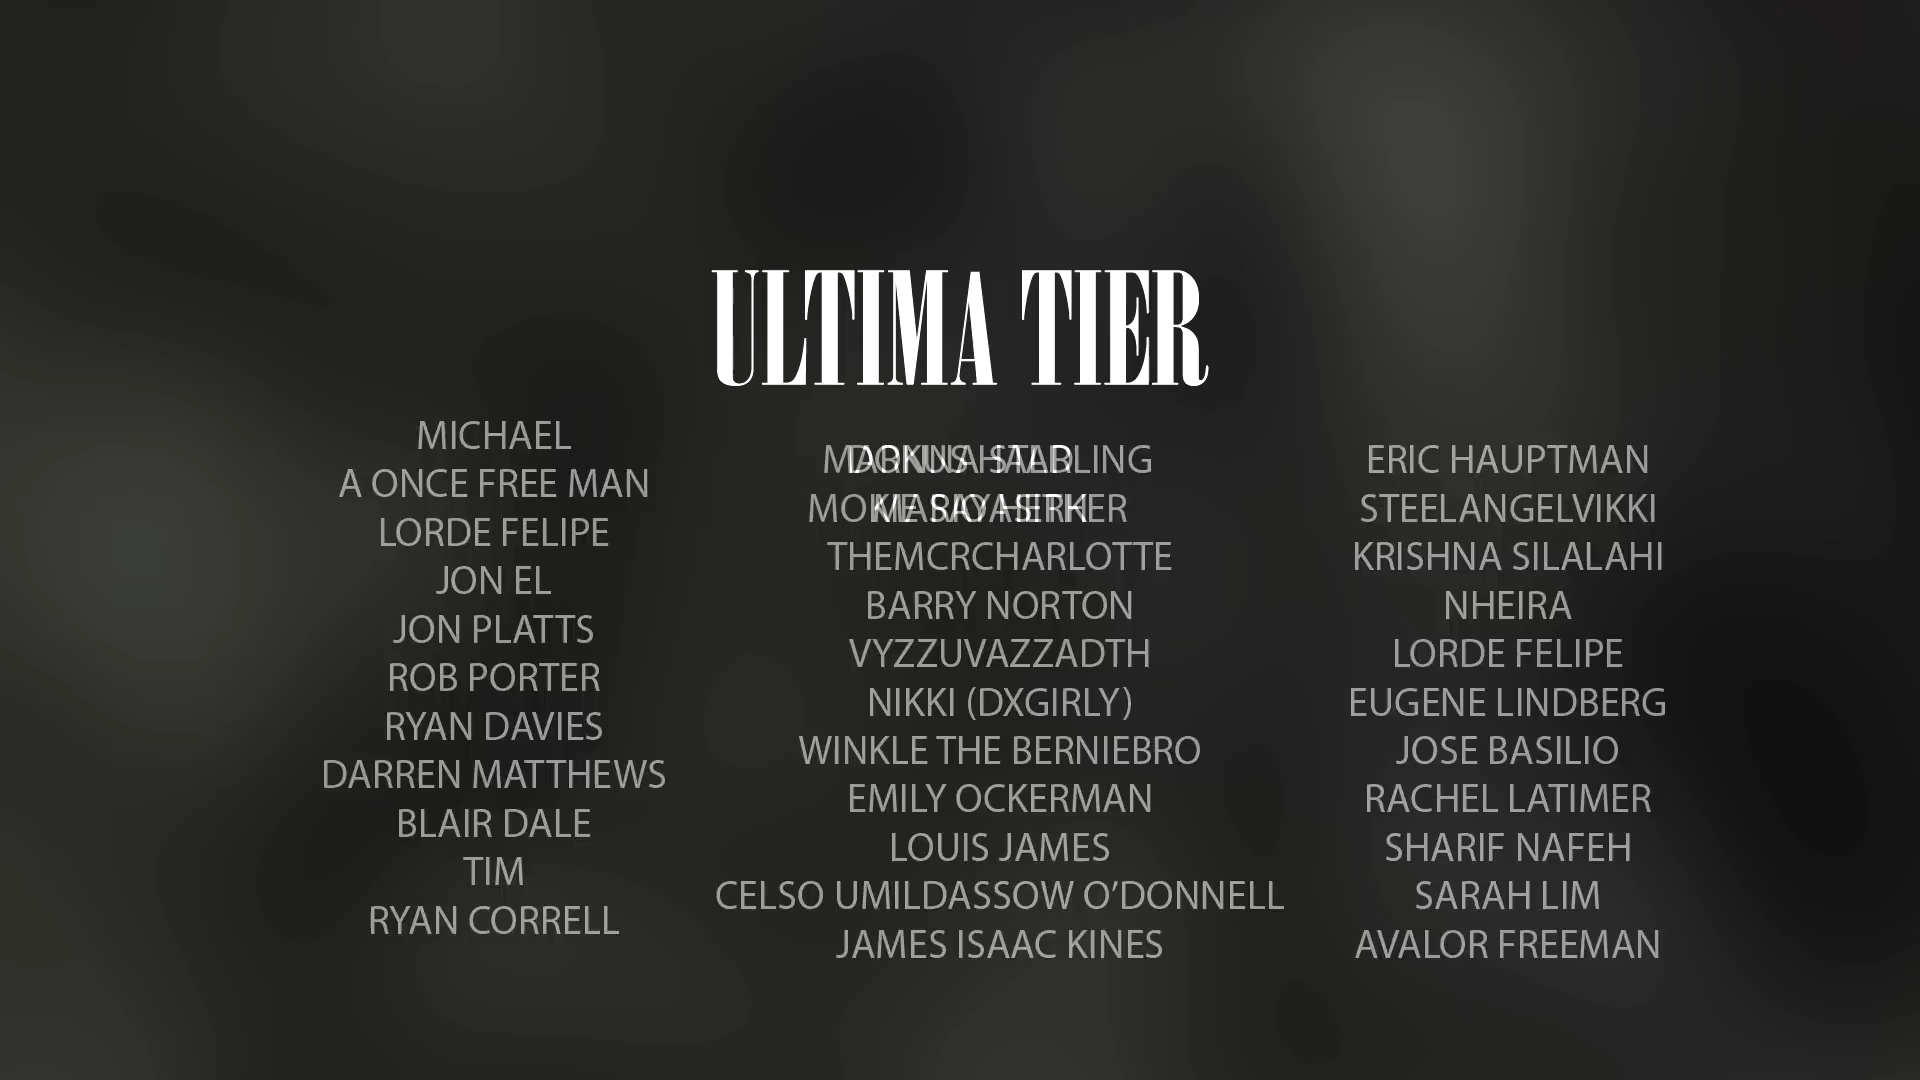 ULTIMA TIER
MICHAEL
A ONCE FREE MAN
LORDE FELIPE
JON EL
JON PLATTS
ROB PORTER
RYAN DAVIES
DARREN MATTHEWS
BLAIR DALE
TIM
RYAN CORRELL
THEMCRCHARLOTTE
BARRY NORTON
VYZZUVAZZADTH
NIKKI (DXGIRLY)
WINKLE THE BERNIEBRO
EMILY OCKERMAN
LOUIS JAMES
CELSO UMILDASSOW O’DONNELL
JAMES ISAAC KINES
ERIC HAUPTMAN
STEELANGELVIKKI
KRISHNA SILALAHI
NHEIRA
LORDE FELIPE
EUGENE LINDBERG
JOSE BASILIO
RACHEL LATIMER
SHARIF NAFEH
SARAH LIM
AVALOR FREEMAN